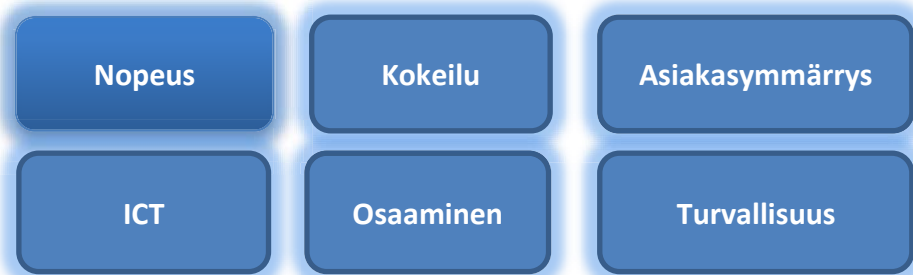 Nopeus
Kokeilu
Asiakasymmärrys
ICT
Osaaminen
Turvallisuus